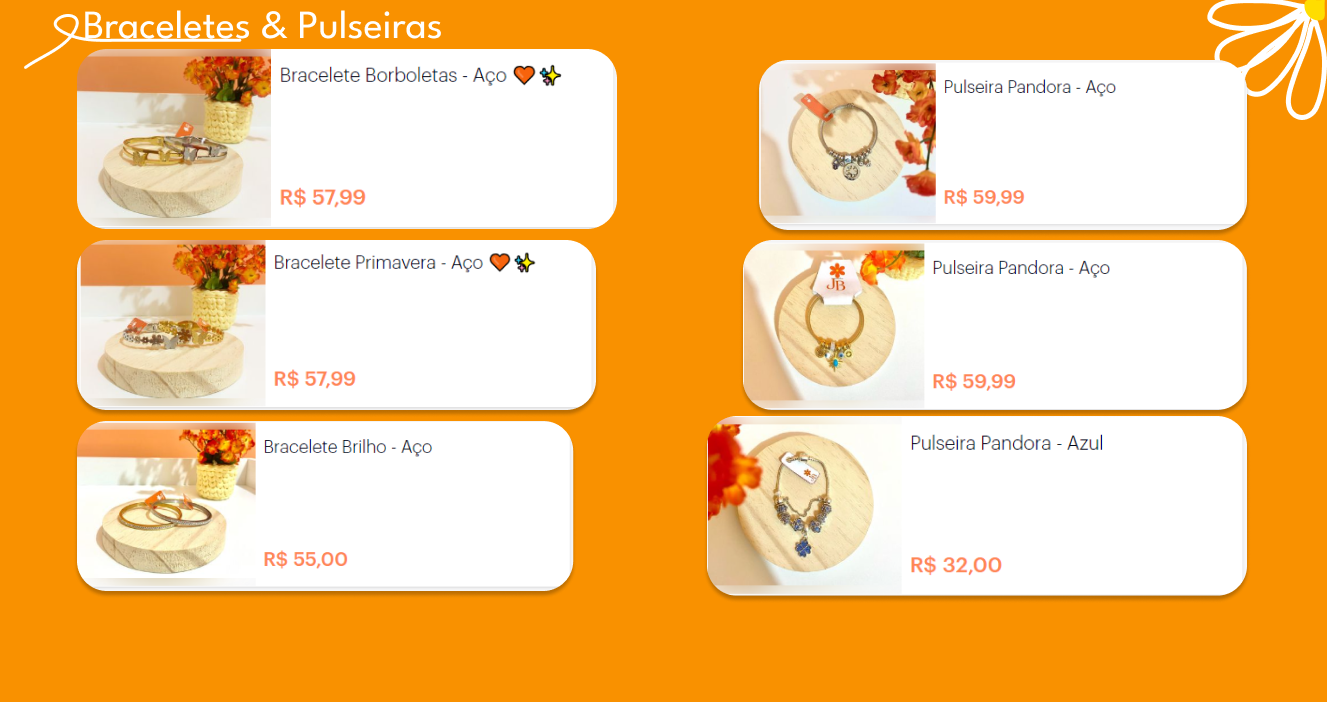 Braceletes & Pulseiras
Bracelete Borboletas - Aço 🧡✨
R$ 57,99
Bracelete Primavera - Aço 🧡✨
R$ 57,99
Bracelete Brilho - Aço
R$ 55,00
Pulseira Pandora - Aço
R$ 59,99
Pulseira Pandora - Aço
JB
R$ 59,99
Pulseira Pandora - Azul
R$ 32,00